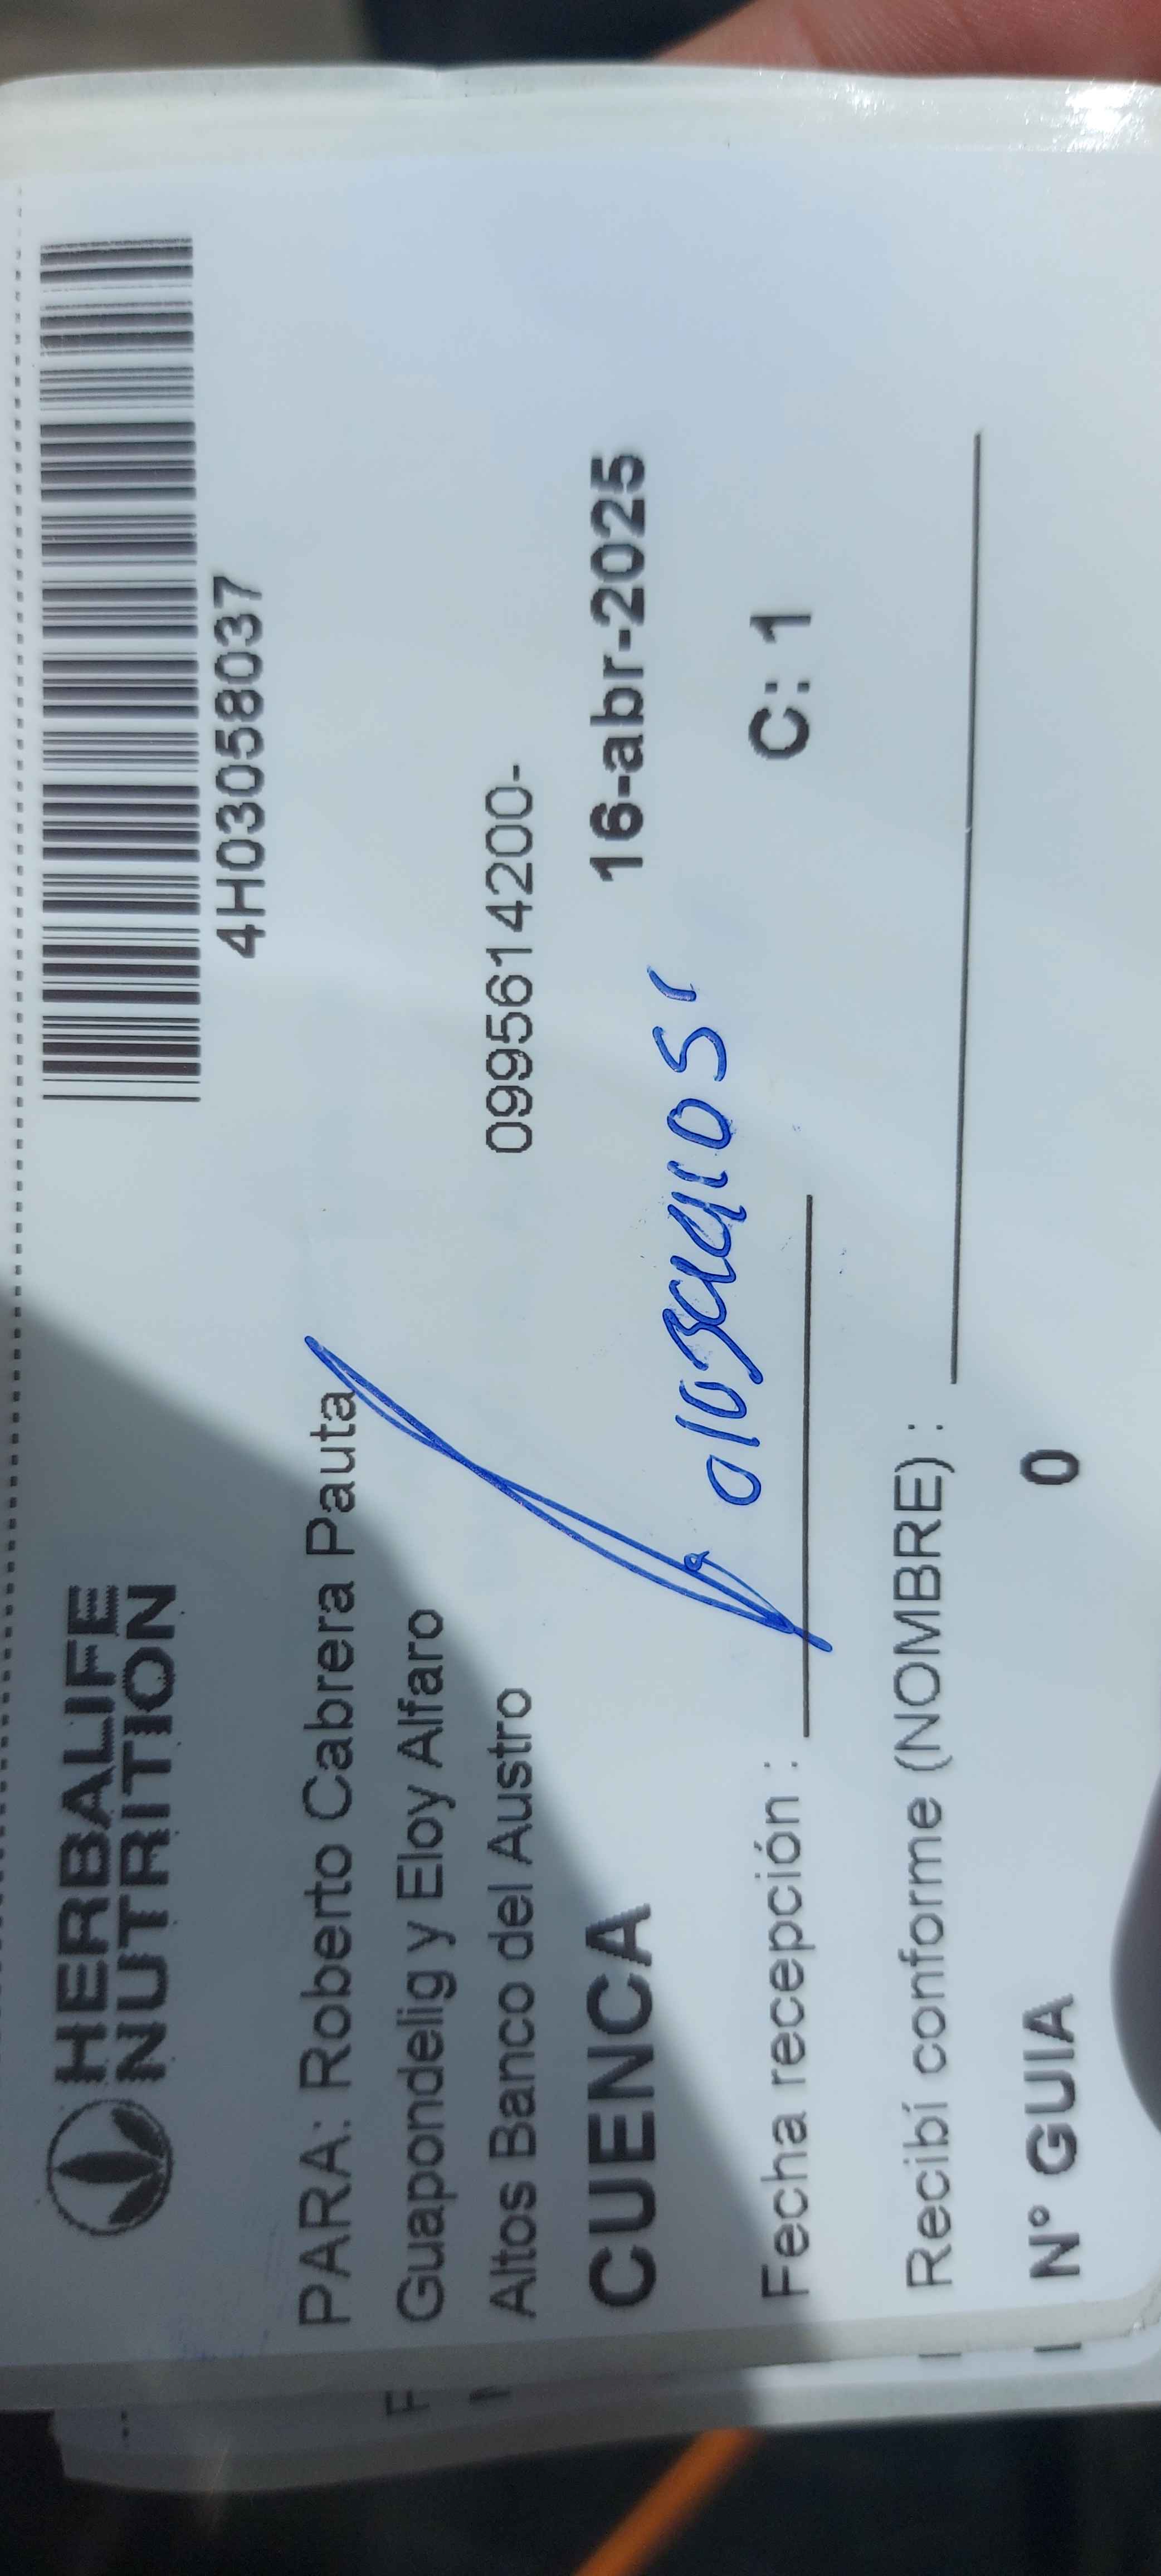 HERBALIFE
NUTRITION
4H03058037
PARA: Roberto Cabrera Pauta
Guapondelig y Eloy Alfaro
Altos Banco del Austro
0995614200-
CUENCA
16-abr-2025
Fecha recepción :
C: 1
Recibí conforme (NOMBRE) :
N° GUIA
0